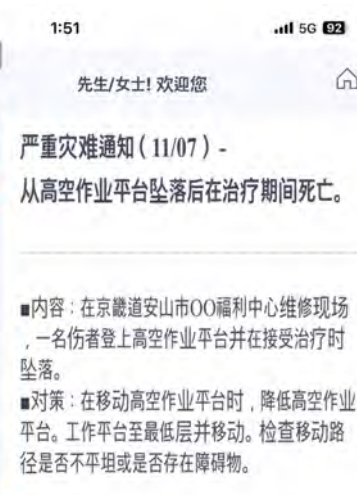 1:51
5G 92
先生/女士! 欢迎您
严重灾难通知（11/07）-
从高空作业平台坠落后在治疗期间死亡。
■内容：在京畿道安山市OO福利中心维修现场
，一名伤者登上高空作业平台并在接受治疗时
坠落。
■对策：在移动高空作业平台时，降低高空作业
平台。工作平台至最低层并移动。检查移动路
径是否不平坦或是否存在障碍物。